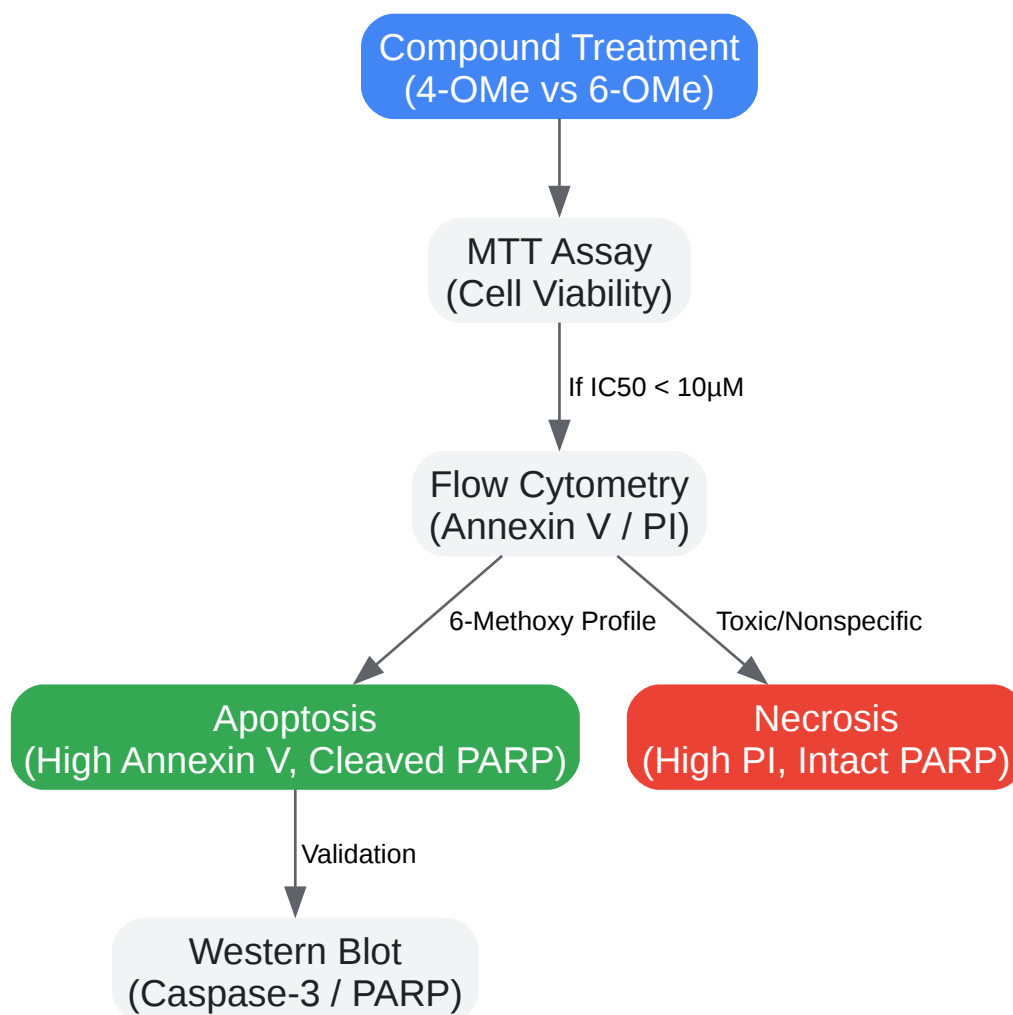 Compound Treatment
(4-OMe vs 6-OMe)
MTT Assay
(Cell Viability)
If IC50 < 10µM
Flow Cytometry
(Annexin V / PI)
6-Methoxy Profile
Toxic/Nonspecific
Apoptosis
(High Annexin V, Cleaved PARP)
Necrosis
(High PI, Intact PARP)
Validation
Western Blot
(Caspase-3 / PARP)